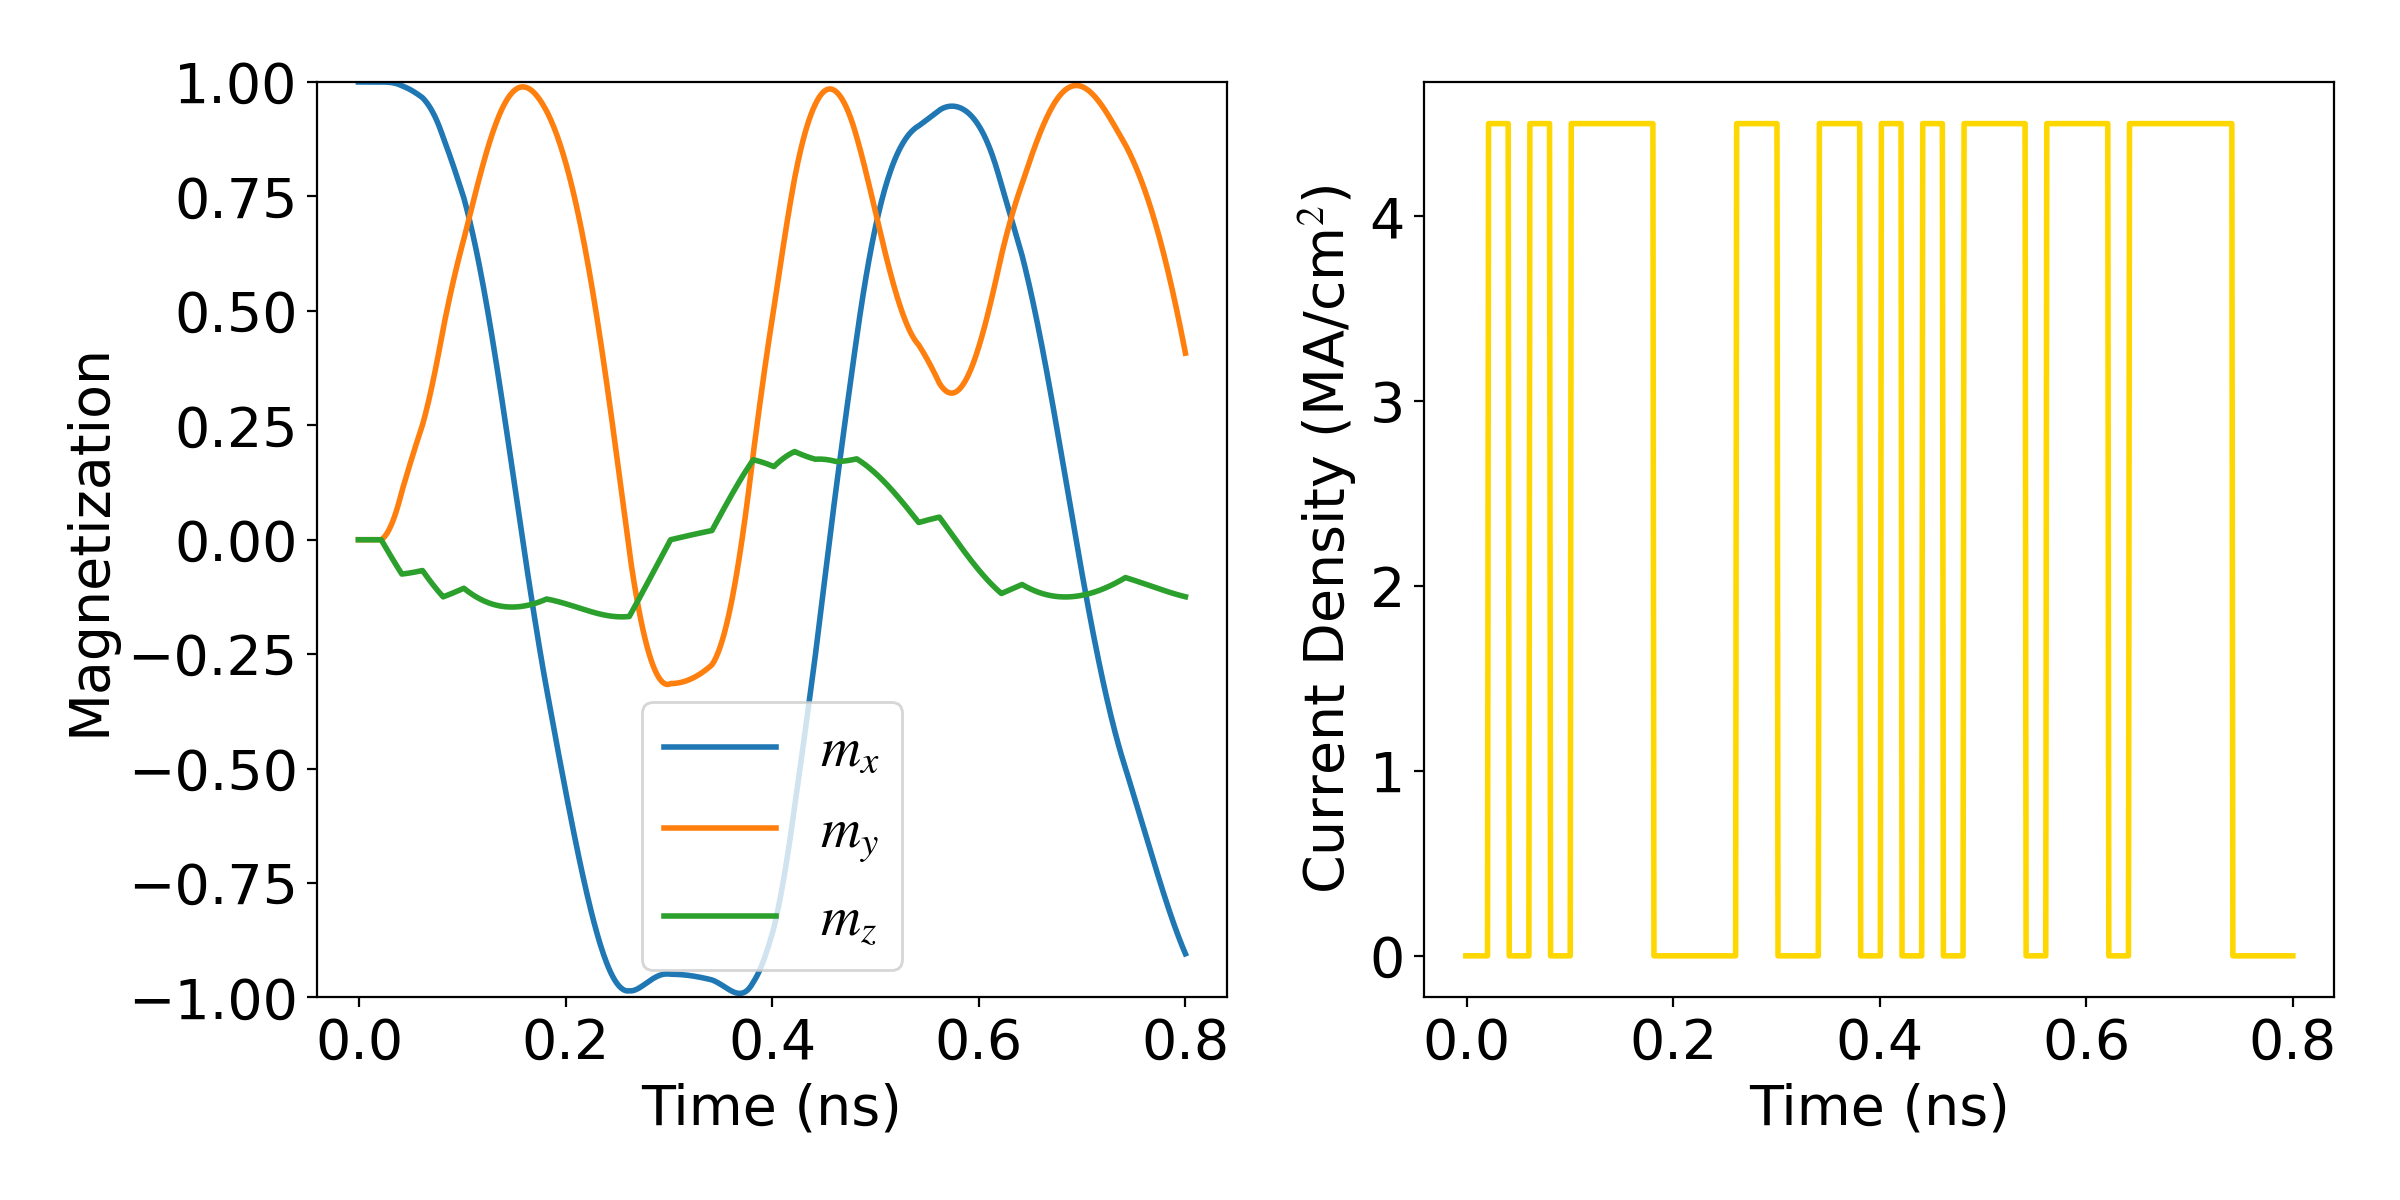 Magnetization
1.00
0.75
0.50
0.25
0.00
−0.25
−0.50
−0.75
−1.00
0.0 0.2 0.4 0.6 0.8
Time (ns)
m_x
m_y
m_z
Current Density (MA/cm²)
4
3
2
1
0
0.0 0.2 0.4 0.6 0.8
Time (ns)